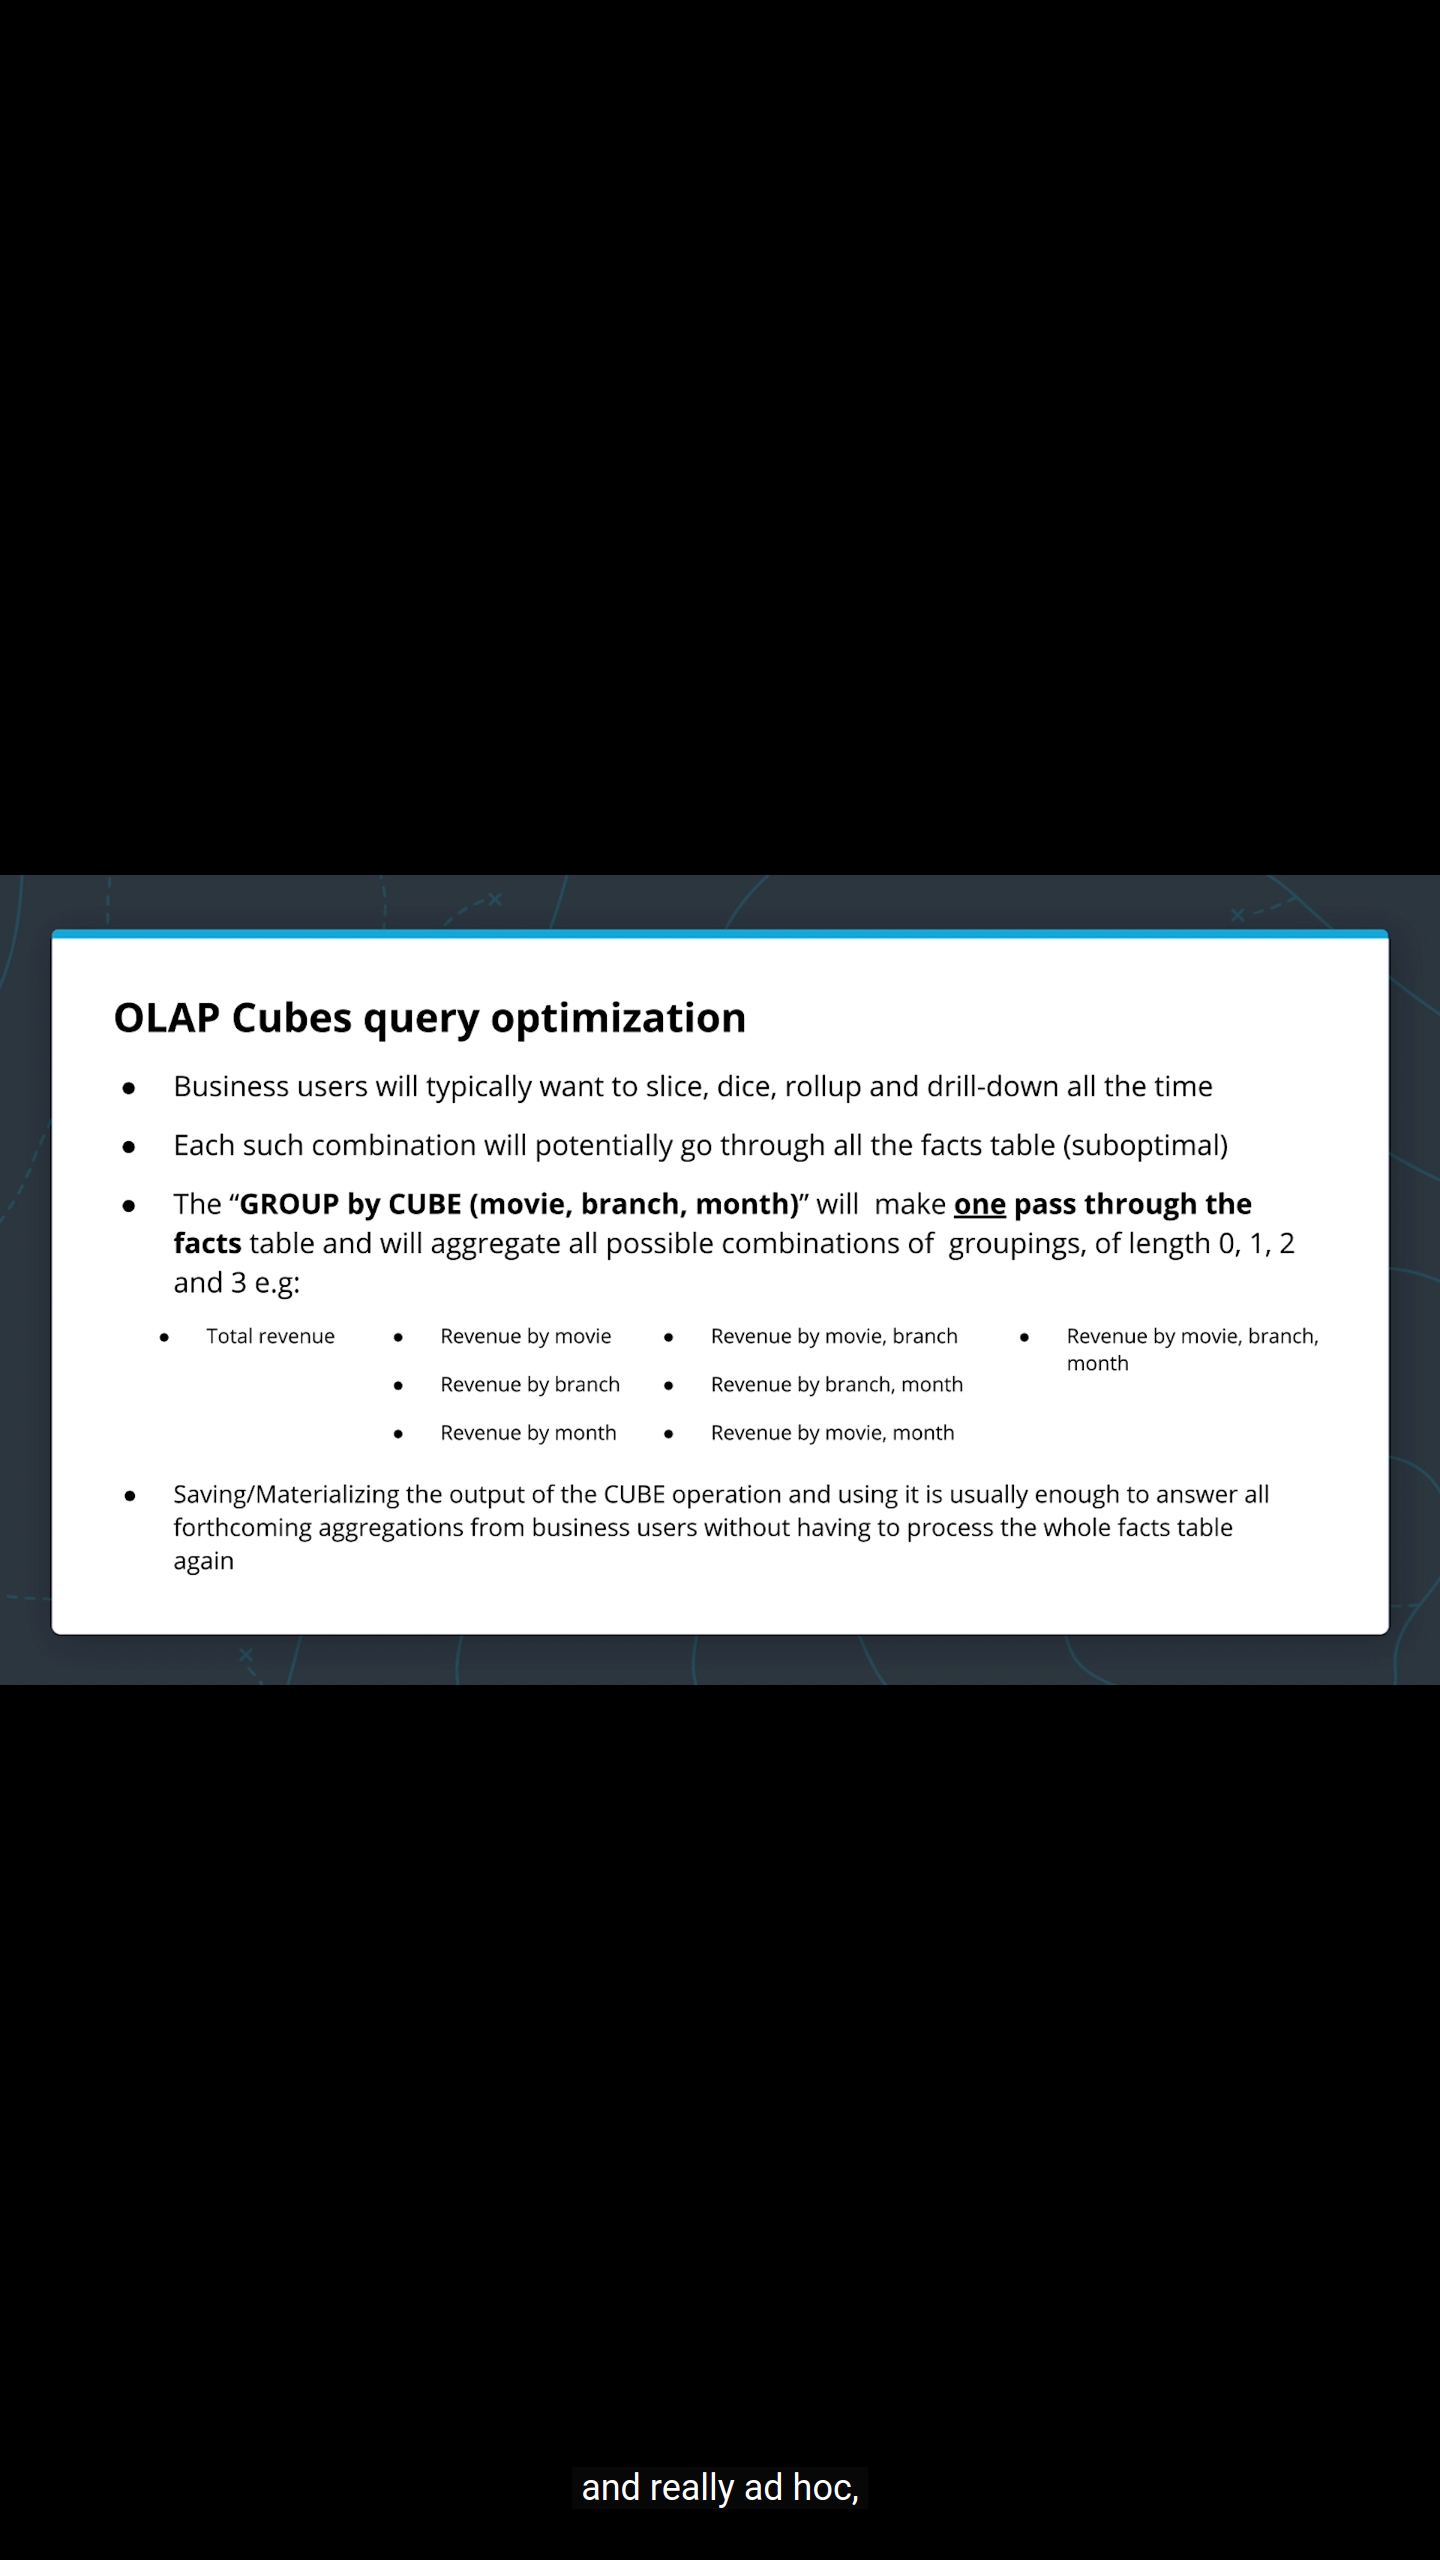 OLAP Cubes query optimization
● Business users will typically want to slice, dice, rollup and drill-down all the time
● Each such combination will potentially go through all the facts table (suboptimal)
● The “GROUP by CUBE (movie, branch, month)” will make one pass through the
facts table and will aggregate all possible combinations of groupings, of length 0, 1, 2
and 3 e.g:
● Total revenue
● Revenue by movie
● Revenue by branch
● Revenue by month
● Revenue by movie, branch
● Revenue by branch, month
● Revenue by movie, month
● Revenue by movie, branch,
month
● Saving/Materializing the output of the CUBE operation and using it is usually enough to answer all
forthcoming aggregations from business users without having to process the whole facts table
again
and really ad hoc,